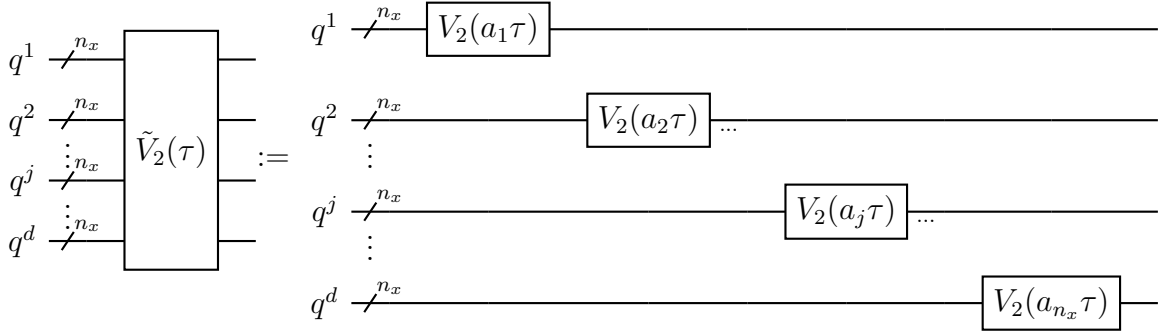 q^1 n_x
q^2 n_x
⋮
q^j n_x
⋮
q^d n_x
Ṽ_2(τ)
:=
q^1 n_x V_2(a_1τ)
q^2 n_x V_2(a_2τ) ...
⋮
q^j n_x V_2(a_jτ) ...
⋮
q^d n_x V_2(a_{n_x}τ)